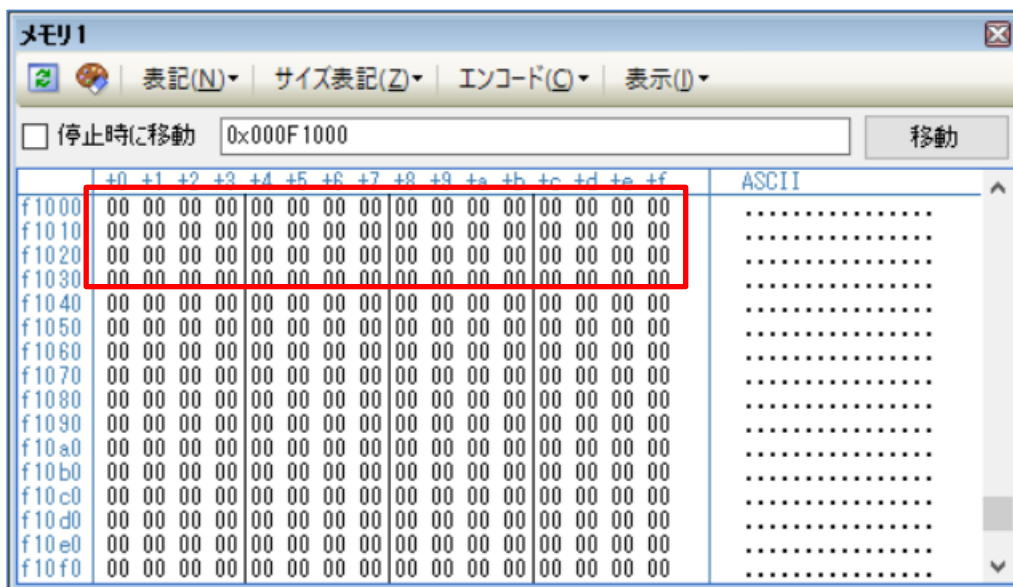 メモリ1
表記(N)▾ サイズ表記(Z)▾ エンコード(C)▾ 表示(I)▾
停止時に移動 0x000F1000 移動
+0 +1 +2 +3 +4 +5 +6 +7 +8 +9 +a +b +c +d +e +f ASCII
f1000 00 00 00 00 00 00 00 00 00 00 00 00 00 00 00 00 ................
f1010 00 00 00 00 00 00 00 00 00 00 00 00 00 00 00 00 ................
f1020 00 00 00 00 00 00 00 00 00 00 00 00 00 00 00 00 ................
f1030 00 00 00 00 00 00 00 00 00 00 00 00 00 00 00 00 ................
f1040 00 00 00 00 00 00 00 00 00 00 00 00 00 00 00 00 ................
f1050 00 00 00 00 00 00 00 00 00 00 00 00 00 00 00 00 ................
f1060 00 00 00 00 00 00 00 00 00 00 00 00 00 00 00 00 ................
f1070 00 00 00 00 00 00 00 00 00 00 00 00 00 00 00 00 ................
f1080 00 00 00 00 00 00 00 00 00 00 00 00 00 00 00 00 ................
f1090 00 00 00 00 00 00 00 00 00 00 00 00 00 00 00 00 ................
f10a0 00 00 00 00 00 00 00 00 00 00 00 00 00 00 00 00 ................
f10b0 00 00 00 00 00 00 00 00 00 00 00 00 00 00 00 00 ................
f10c0 00 00 00 00 00 00 00 00 00 00 00 00 00 00 00 00 ................
f10d0 00 00 00 00 00 00 00 00 00 00 00 00 00 00 00 00 ................
f10e0 00 00 00 00 00 00 00 00 00 00 00 00 00 00 00 00 ................
f10f0 00 00 00 00 00 00 00 00 00 00 00 00 00 00 00 00 ................